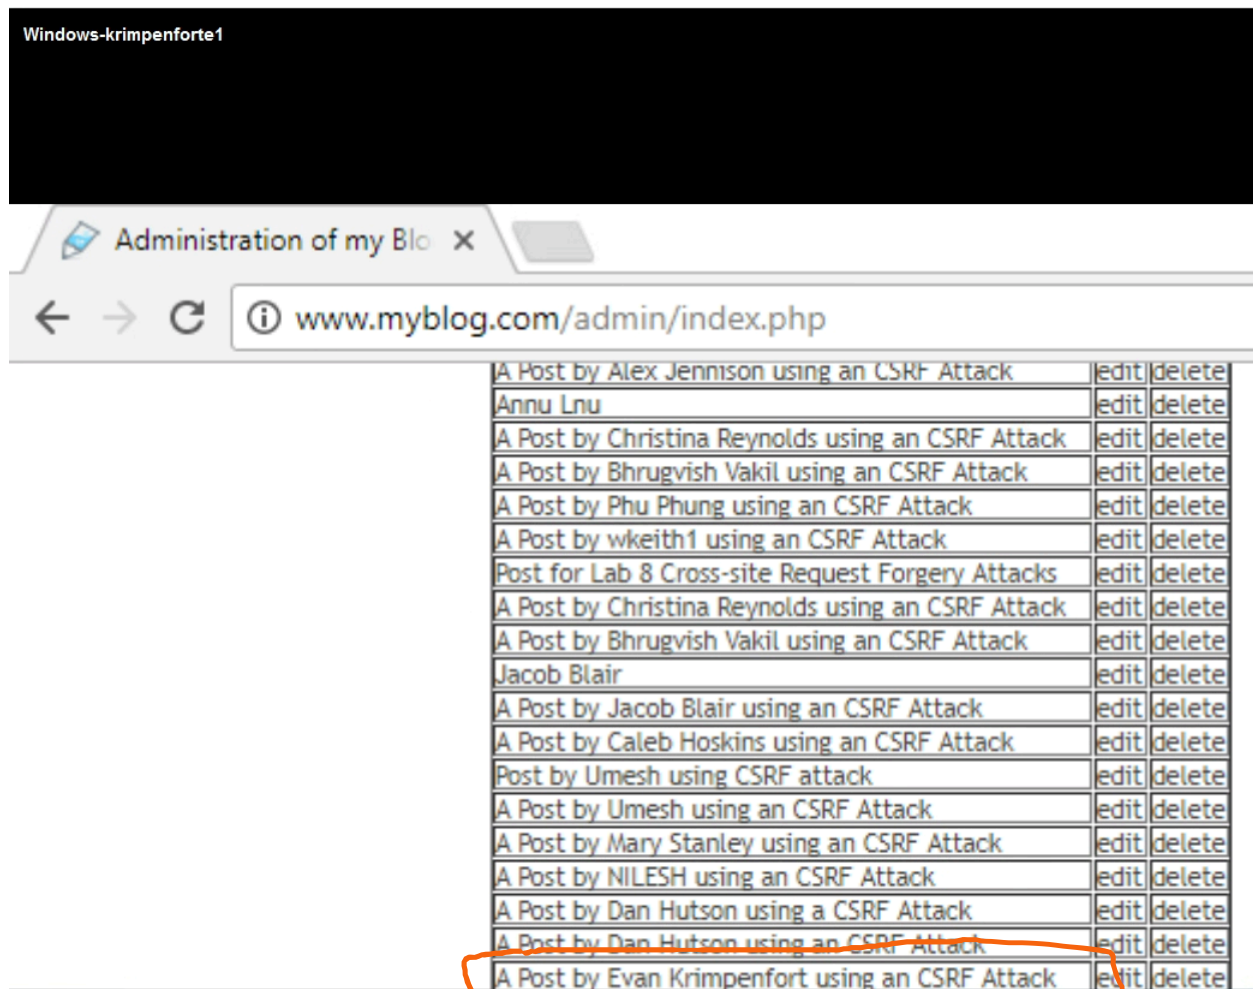 Windows-krimpenforte1
Administration of my Blo
www.myblog.com/admin/index.php
A Post by Alex Jennison using an CSRF Attack edit delete
Annu Lnu edit delete
A Post by Christina Reynolds using an CSRF Attack edit delete
A Post by Bhrugvish Vakil using an CSRF Attack edit delete
A Post by Phu Phung using an CSRF Attack edit delete
A Post by wkeith1 using an CSRF Attack edit delete
Post for Lab 8 Cross-site Request Forgery Attacks edit delete
A Post by Christina Reynolds using an CSRF Attack edit delete
A Post by Bhrugvish Vakil using an CSRF Attack edit delete
Jacob Blair edit delete
A Post by Jacob Blair using an CSRF Attack edit delete
A Post by Caleb Hoskins using an CSRF Attack edit delete
Post by Umesh using CSRF attack edit delete
A Post by Umesh using an CSRF Attack edit delete
A Post by Mary Stanley using an CSRF Attack edit delete
A Post by NILESH using an CSRF Attack edit delete
A Post by Dan Hutson using a CSRF Attack edit delete
A Post by Dan Hutson using an CSRF Attack edit delete
A Post by Evan Krimpenfort using an CSRF Attack edit delete